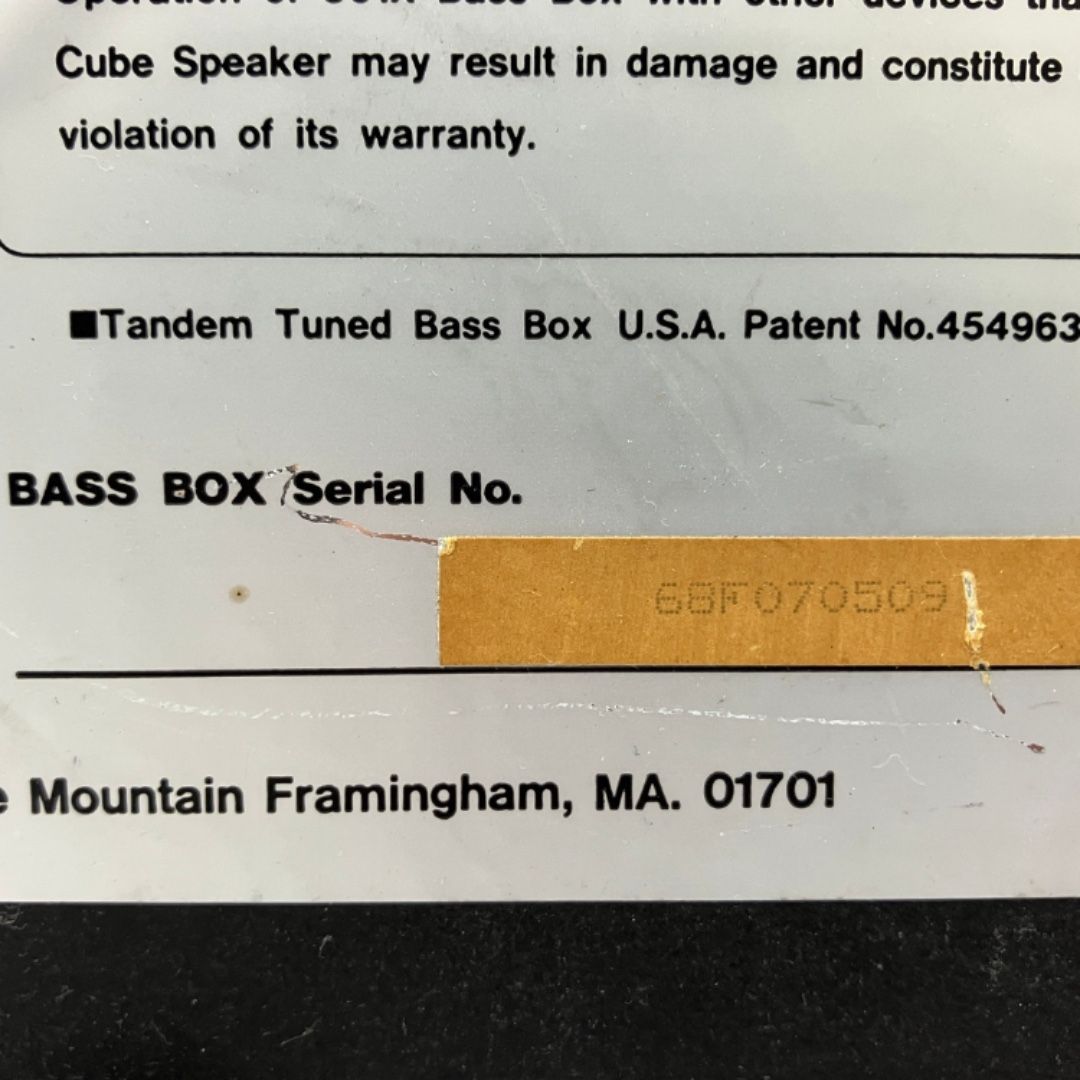 Cube Speaker may result in damage and constitute
violation of its warranty.
■Tandem Tuned Bass Box U.S.A. Patent No.454963
BASS BOX Serial No.
68F070509
Mountain Framingham, MA. 01701